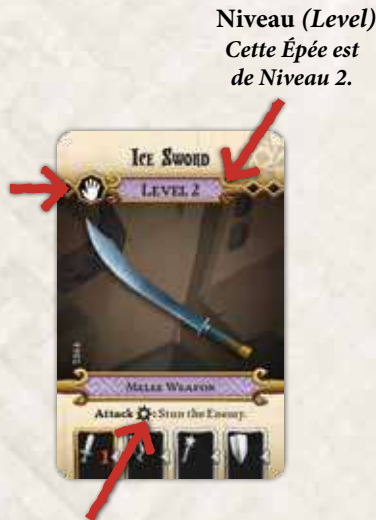 Niveau (Level)
Cette Épée est
de Niveau 2.
Ice Sword
Level 2
Melee Weapon
Attack : Stun the Enemy.